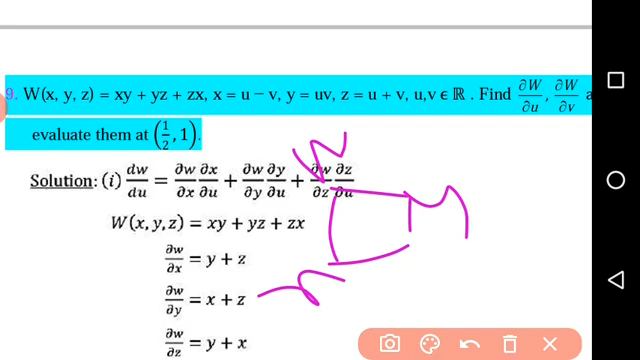 9. W(x, y, z) = xy + yz + zx, x = u − v, y = uv, z = u + v, u,v ∈ ℝ . Find ∂W/∂u, ∂W/∂v a
evaluate them at (1/2, 1).
Solution: (i) dw/du = ∂w/∂x ∂x/∂u + ∂w/∂y ∂y/∂u + ∂w/∂z ∂z/∂u
W(x, y, z) = xy + yz + zx
∂w/∂x = y + z
∂w/∂y = x + z
∂w/∂z = y + x